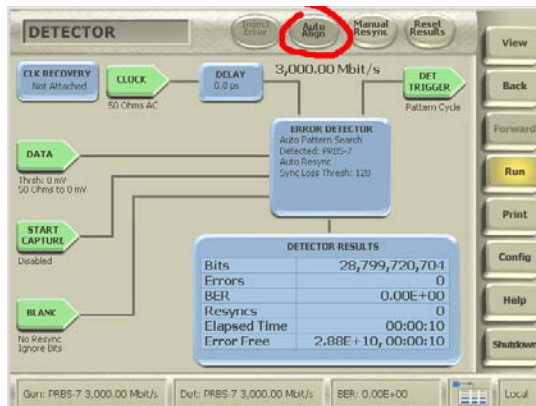 DETECTOR
Inject Error
Auto Align
Manual Resync
Reset Results
View
Back
Forward
Run
Print
Config
Help
Shutdown
CLK RECOVERY
Not Attached
CLOCK
50 Ohms AC
DELAY
0.0 ps
3,000.00 Mbit/s
DET TRIGGER
Pattern Cycle
ERROR DETECTOR
Auto Pattern Search
Detected: PRBS-7
Auto Resync
Sync Loss Thresh: 128
DATA
Thrsh: 0 mV
50 Ohms to 0 mV
START CAPTURE
Disabled
BLANK
No Resync
Ignore Bits
DETECTOR RESULTS
Bits 28,799,720,704
Errors 0
BER 0.00E+00
Resyncs 0
Elapsed Time 00:00:10
Error Free 2.88E+10, 00:00:10
Gen: PRBS-7 3,000.00 Mbit/s
Det: PRBS-7 3,000.00 Mbit/s
BER: 0.00E+00
Local